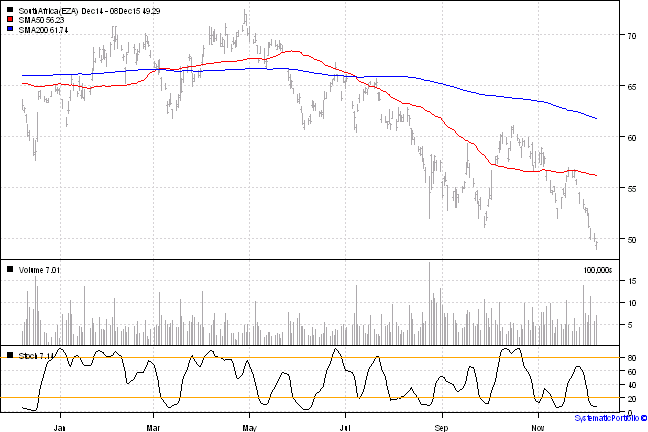 SouthAfrica(EZA) Dec14 - 08Dec15 49.29
SMA50 56.23
SMA200 61.74
70
65
60
55
50
Volume 7.01
100,000s
15
10
5
Stoch 7.14
80
60
40
20
0
Jan Mar May Jul Sep Nov
SystematicPortfolio ©